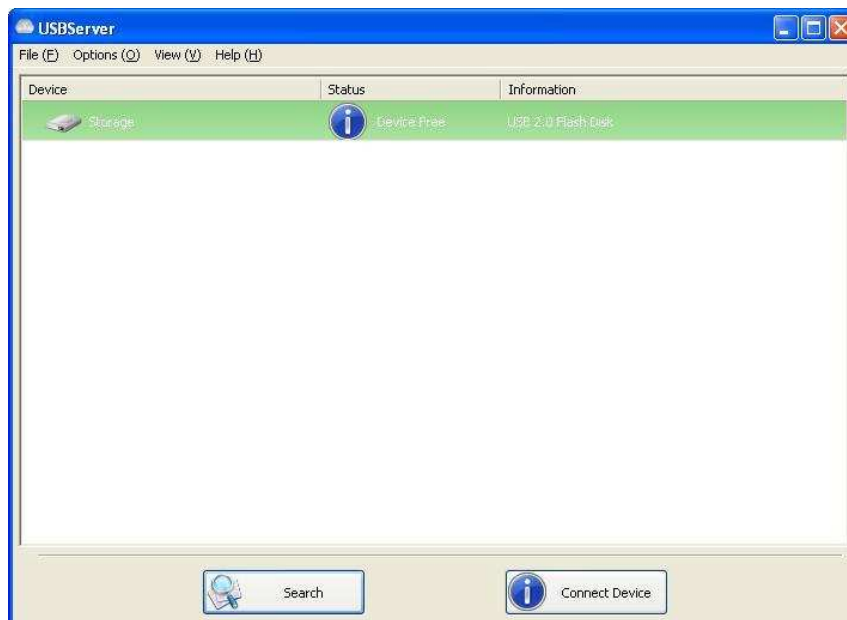 USBServer
File (F) Options (O) View (V) Help (H)
Device Status Information
Storage Device Free USB 2.0 Flash Disk
Search Connect Device